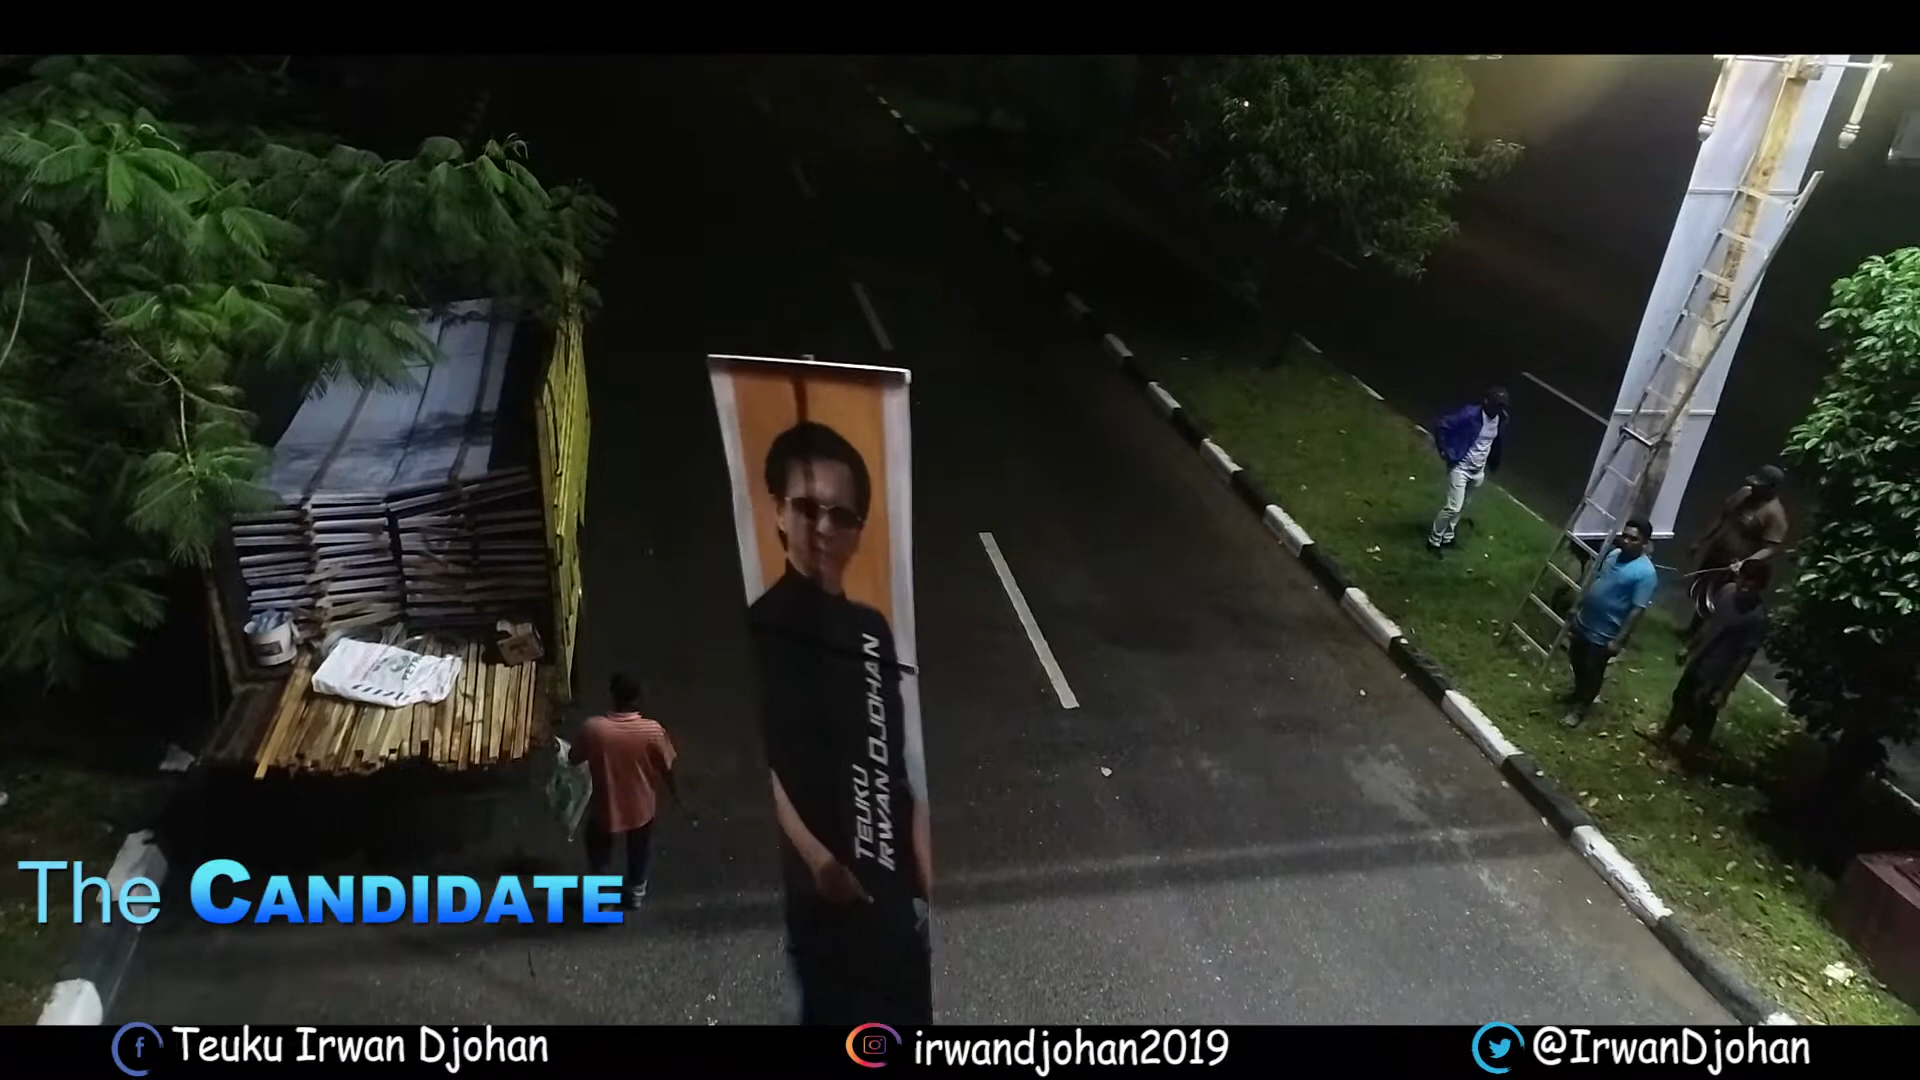 TEUKU
IRWAN DJOHAN
The CANDIDATE
Teuku Irwan Djohan
irwandjohan2019
@IrwanDjohan